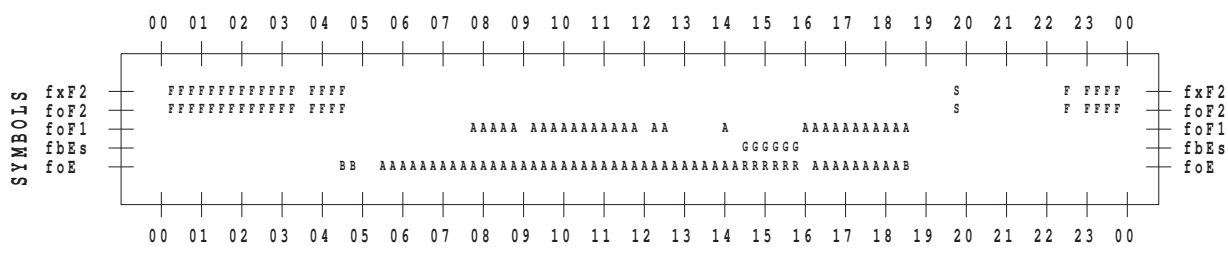 00 01 02 03 04 05 06 07 08 09 10 11 12 13 14 15 16 17 18 19 20 21 22 23 00
SYMBOLS
fxF2 FFFFFFFFFFFFF FFFF S F FFFF fxF2
foF2 FFFFFFFFFFFFF FFFF S F FFFF foF2
foF1 AAAAA AAAAAAAAAAA AA A AAAAAAAAAAA foF1
fbEs GGGGGG fbEs
foE BB AAAAAAAAAAAAAAAAAAAAAAAAAAAAAAAAAAAARRRRRR AAAAAAAAAB foE
00 01 02 03 04 05 06 07 08 09 10 11 12 13 14 15 16 17 18 19 20 21 22 23 00